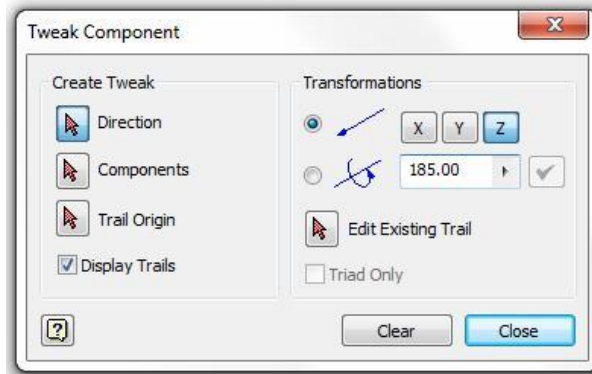 Tweak Component
Create Tweak
Direction
Components
Trail Origin
Display Trails
Transformations
X Y Z
185.00
Edit Existing Trail
Triad Only
?
Clear
Close